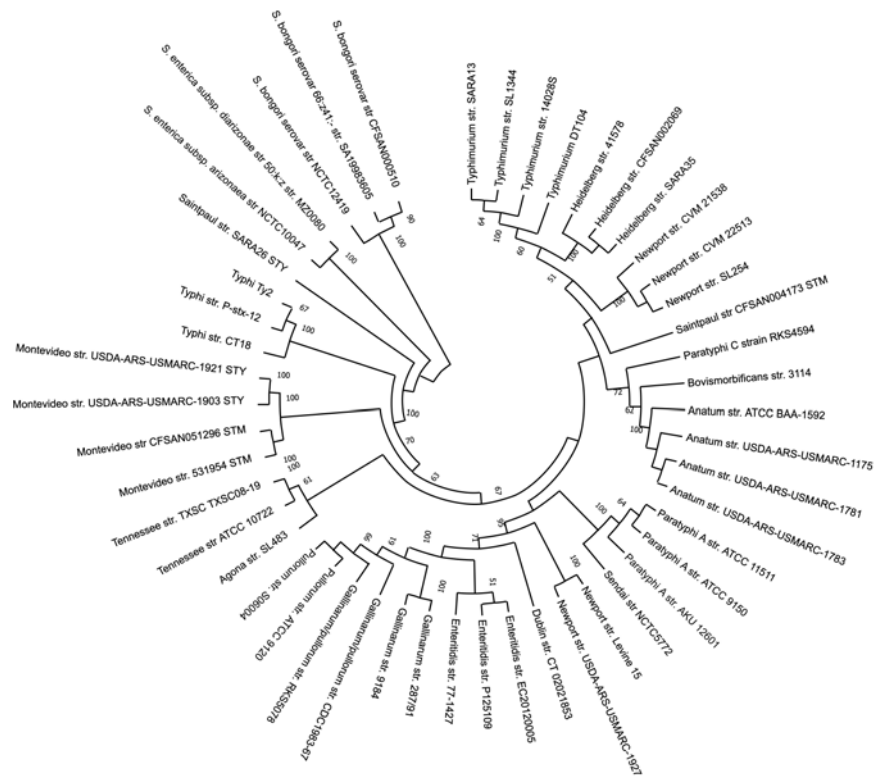 S. bongori serovar str CFSAN000510
S. bongori serovar 66:z41:- str. SA19983605
S. bongori serovar str NCTC12419
S. enterica subsp. diarizonae str 50:k:z str. MZ0080
S. enterica subsp. arizonaea str NCTC10047
Saintpaul str. SARA26 STY
Typhi Ty2
Typhi str. P-stx-12
Typhi str. CT18
Montevideo str. USDA-ARS-USMARC-1921 STY
Montevideo str. USDA-ARS-USMARC-1903 STY
Montevideo str CFSAN051296 STM
Montevideo str. 531954 STM
Tennessee str. TXSC TXSC08-19
Tennessee str ATCC 10722
Agona str. SL483
Pullorum str. S06004
Pullorum str. ATCC 9120
Gallinarum/pullorum str. RKS5078
Gallinarum/pullorum str. CDC1983-67
Gallinarum str. 9184
Gallinarum str. 287/91
Enteritidis str. 77-1427
Enteritidis str. P125109
Enteritidis str. EC20120005
Dublin str. CT 02021853
Newport str. USDA-ARS-USMARC-1927
Newport str. Levine 15
Sendai str NCTC5772
Paratyphi A str. AKU 12601
Paratyphi A str. ATCC 9150
Paratyphi A str. ATCC 11511
Anatum str. USDA-ARS-USMARC-1783
Anatum str. USDA-ARS-USMARC-1781
Anatum str. USDA-ARS-USMARC-1175
Anatum str. ATCC BAA-1592
Bovismorbificans str. 3114
Paratyphi C strain RKS4594
Saintpaul str CFSAN004173 STM
Newport str. SL254
Newport str. CVM 22513
Newport str. CVM 21538
Heidelberg str. SARA35
Heidelberg str. CFSAN002069
Heidelberg str. 41578
Typhimurium DT104
Typhimurium str. 14028S
Typhimurium str. SL1344
Typhimurium str. SARA13
90
100
100
67
100
100
100
100
100
61
100
70
63
67
95
71
100
51
100
61
66
100
100
64
72
62
100
100
51
100
60
100
64